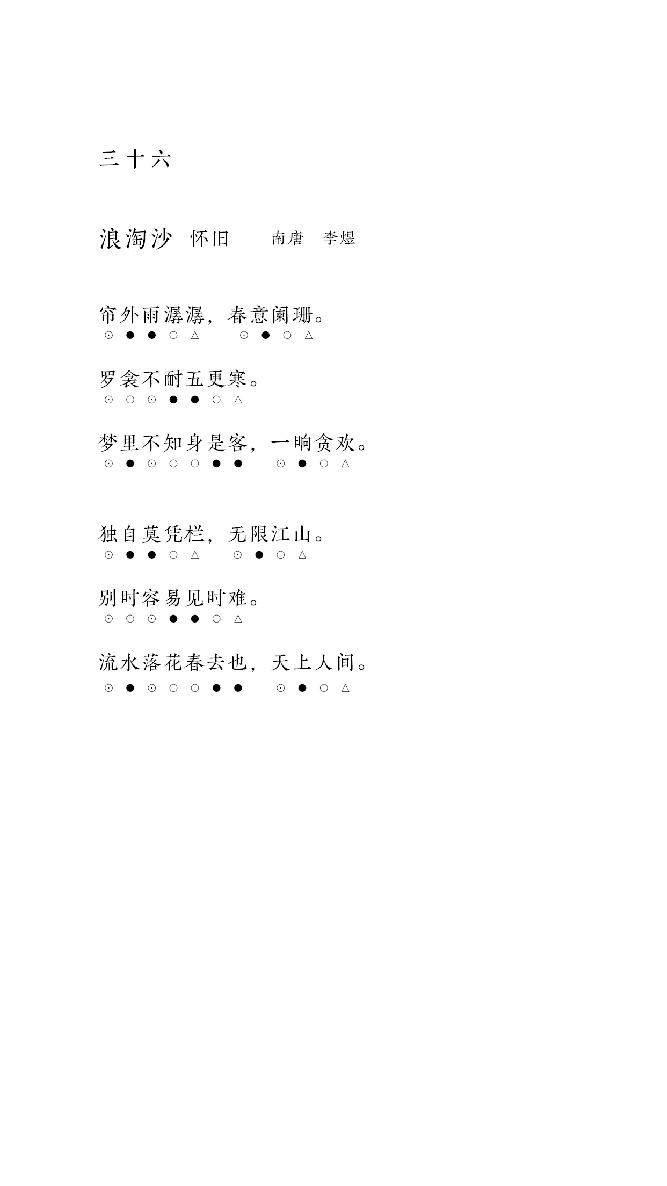 三十六
浪淘沙 怀旧 南唐 李煜
帘外雨潺潺，春意阑珊。
⊙●●○△ ⊙●○△
罗衾不耐五更寒。
⊙○⊙●●○△
梦里不知身是客，一晌贪欢。
⊙●⊙○○●● ⊙●○△
独自莫凭栏，无限江山。
⊙●●○△ ⊙●○△
别时容易见时难。
⊙○⊙●●○△
流水落花春去也，天上人间。
⊙●⊙○○●● ⊙●○△